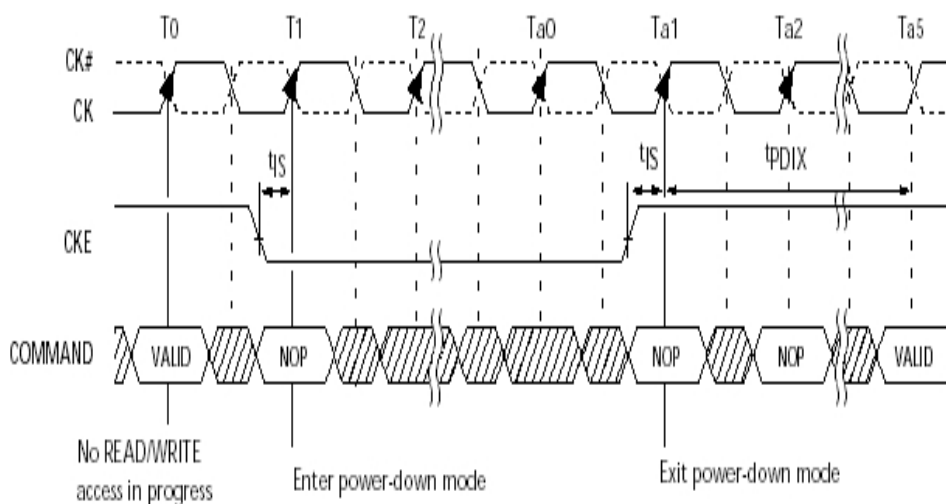 T0 T1 T2 Ta0 Ta1 Ta2 Ta5
CK#
CK
tIS tIS tPDIX
CKE
COMMAND VALID NOP NOP NOP VALID
No READ/WRITE
access in progress
Enter power-down mode
Exit power-down mode